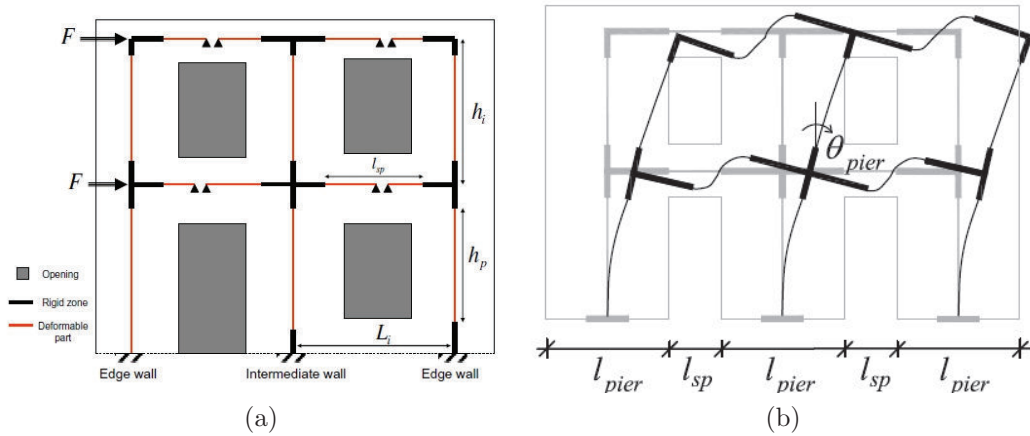 F
h_i
l_sp
F
h_p
Opening
Rigid zone
Deformable
part
L_i
Edge wall
Intermediate wall
Edge wall
(a)
θ_pier
l_pier
l_sp
l_pier
l_sp
l_pier
(b)